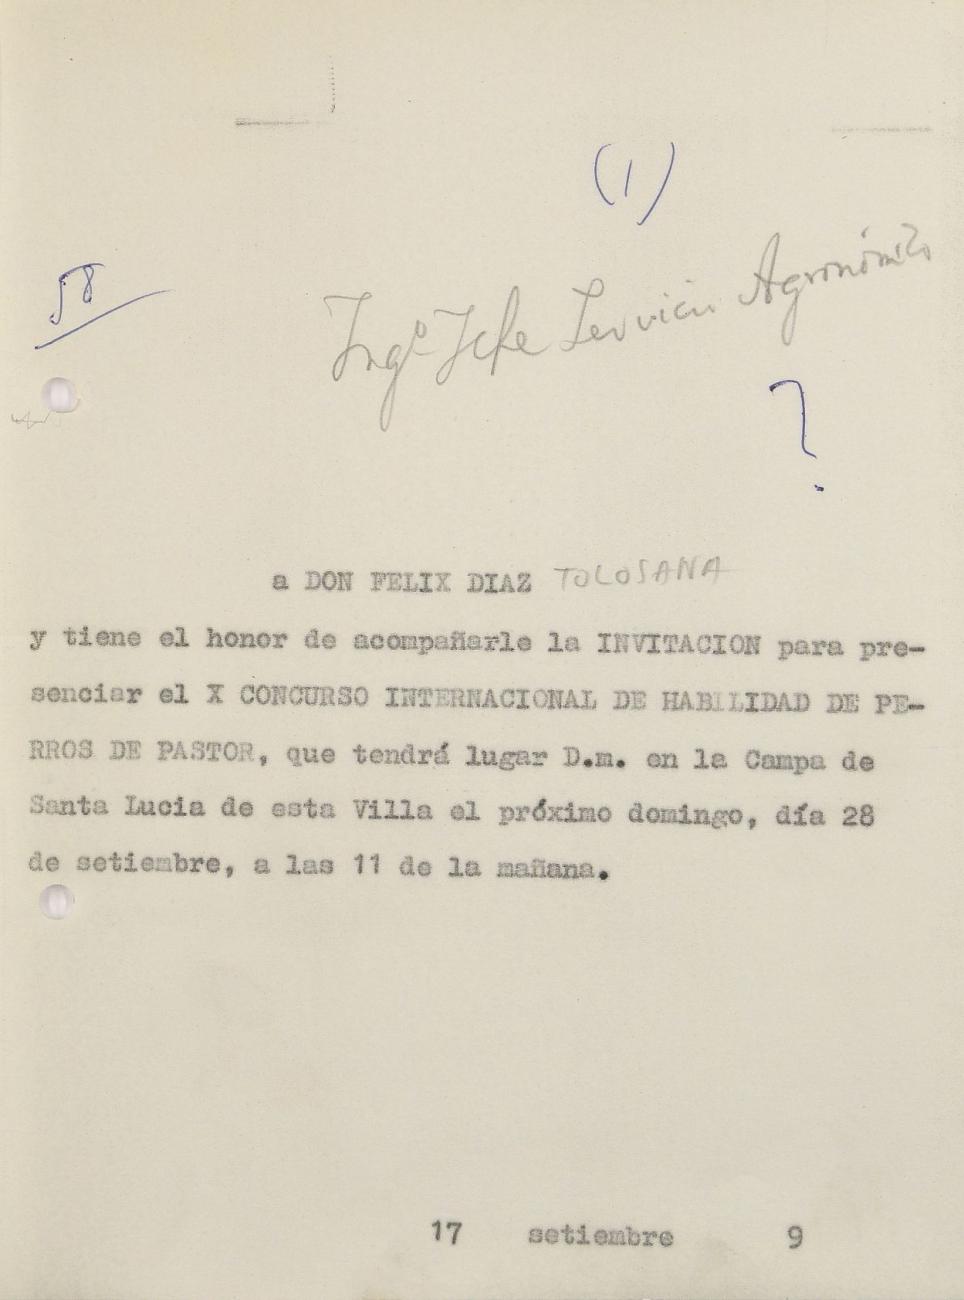 (1)
58
Ingº Jefe Servicio Agronómico
?
a DON FELIX DIAZ TOLOSANA
y tiene el honor de acompañarle la INVITACION para pre-
senciar el X CONCURSO INTERNACIONAL DE HABILIDAD DE PE-
RROS DE PASTOR, que tendrá lugar D.m. en la Campa de
Santa Lucia de esta Villa el próximo domingo, día 28
de setiembre, a las 11 de la mañana.
17 setiembre 9